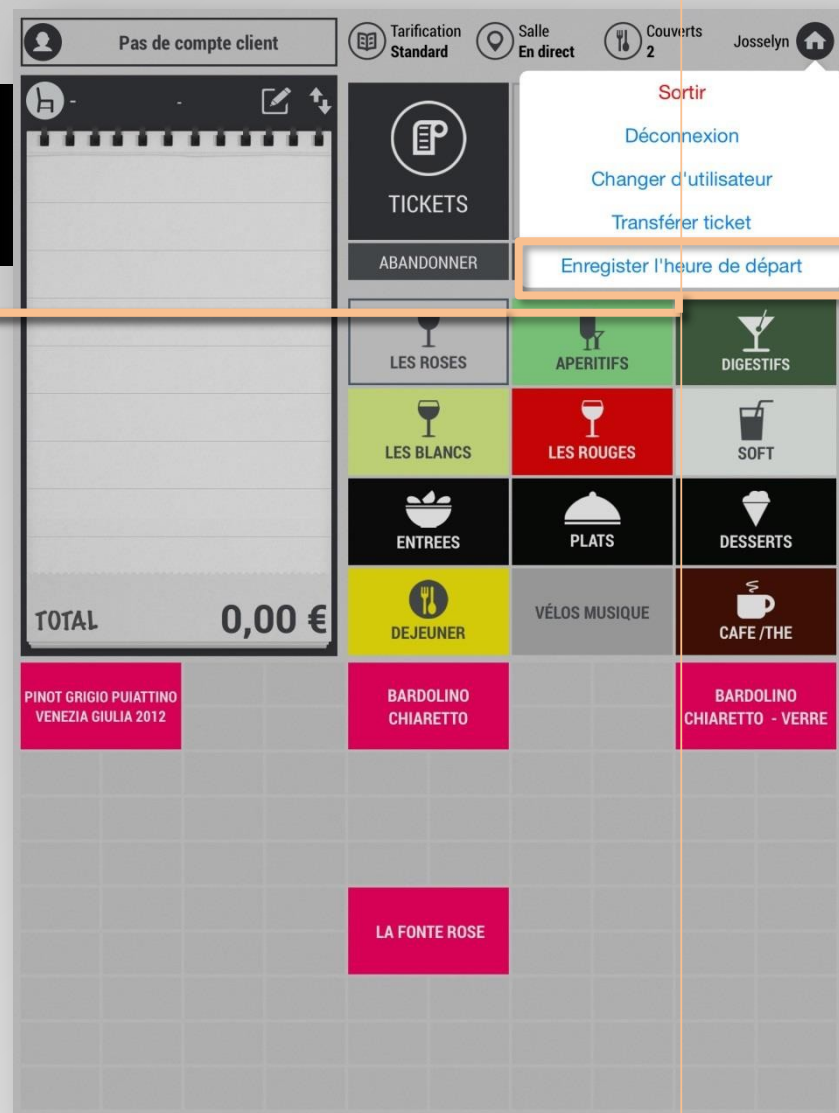 Pas de compte client
Tarification
Standard
Salle
En direct
Couverts
2
Josselyn
- -
Sortir
Déconnexion
Changer d'utilisateur
Transférer ticket
Enregister l'heure de départ
TICKETS
ABANDONNER
LES ROSES
APERITIFS
DIGESTIFS
LES BLANCS
LES ROUGES
SOFT
ENTREES
PLATS
DESSERTS
DEJEUNER
VÉLOS MUSIQUE
CAFE /THE
TOTAL 0,00 €
PINOT GRIGIO PUIATTINO
VENEZIA GIULIA 2012
BARDOLINO
CHIARETTO
BARDOLINO
CHIARETTO - VERRE
LA FONTE ROSE